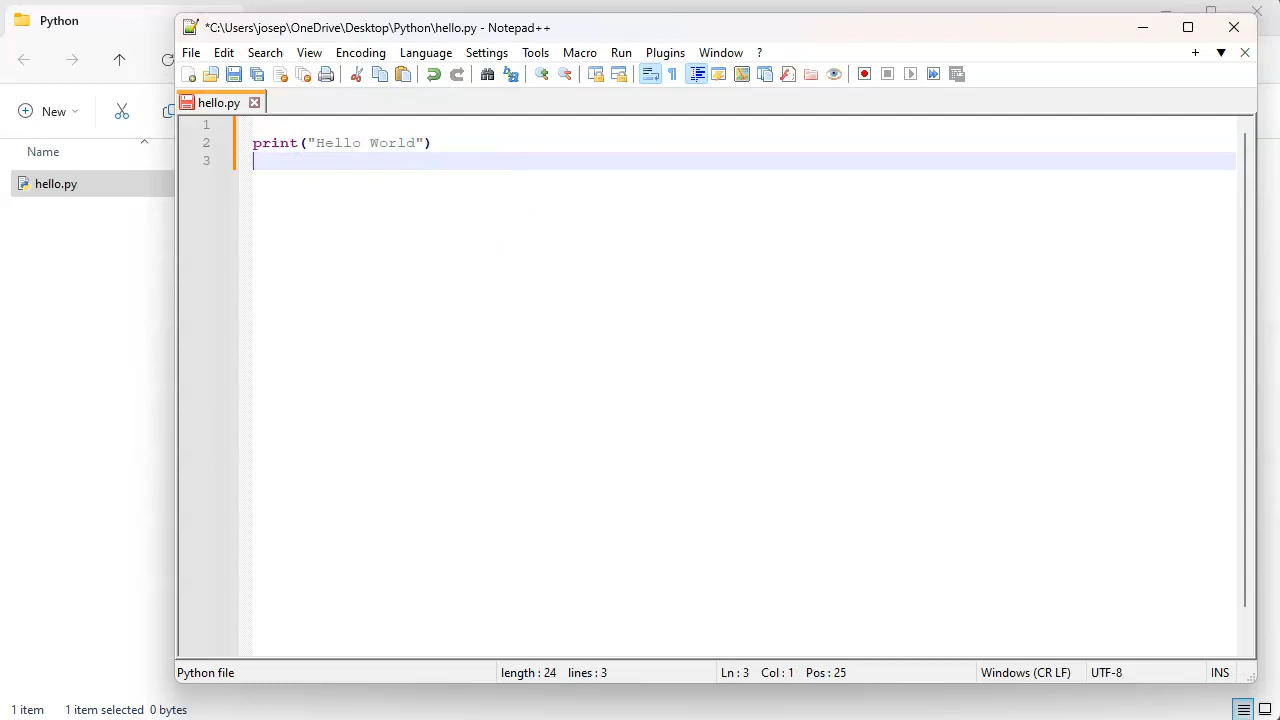 Python
*C:\Users\josep\OneDrive\Desktop\Python\hello.py - Notepad++
File Edit Search View Encoding Language Settings Tools Macro Run Plugins Window ?
New
hello.py
Name
hello.py
1
2 print("Hello World")
3
Python file length : 24 lines : 3 Ln : 3 Col : 1 Pos : 25 Windows (CR LF) UTF-8 INS
1 item 1 item selected 0 bytes